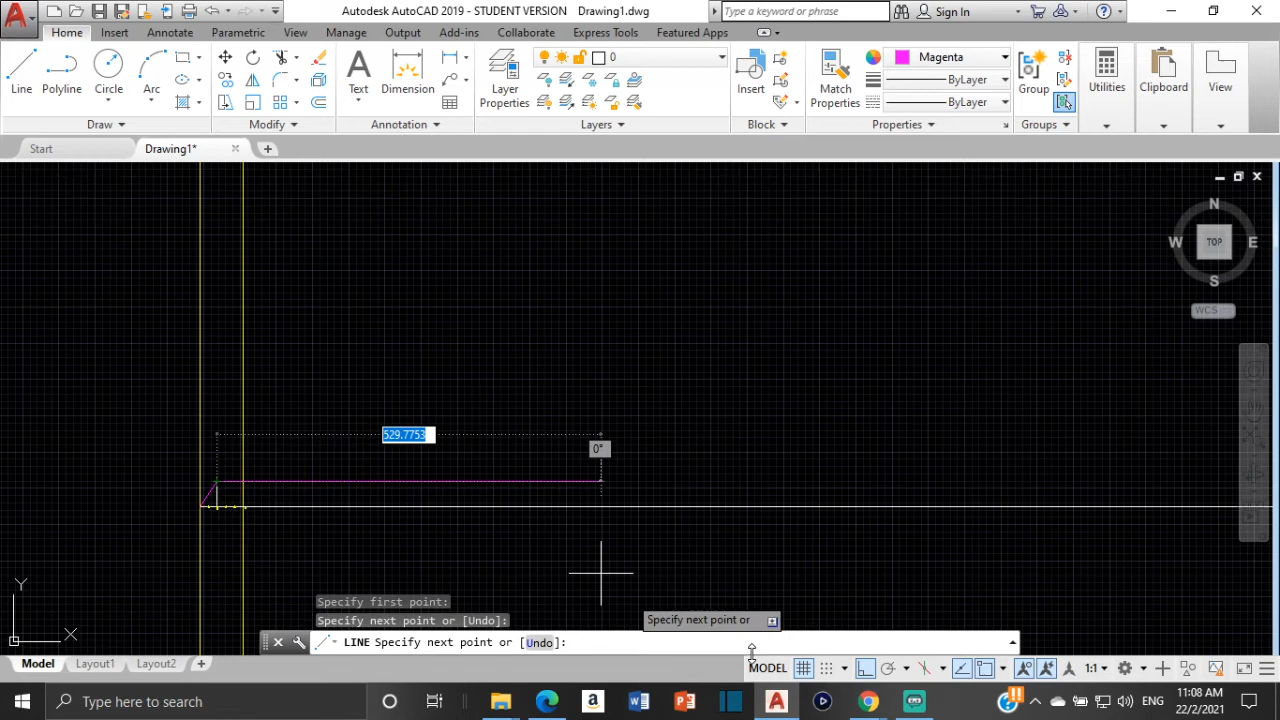 Autodesk AutoCAD 2019 - STUDENT VERSION Drawing1.dwg
Type a keyword or phrase
Sign In
Home Insert Annotate Parametric View Manage Output Add-ins Collaborate Express Tools Featured Apps
Line Polyline Circle Arc
Text Dimension
Layer Properties
0
Insert
Match Properties
Magenta
ByLayer
ByLayer
Group
Utilities
Clipboard
View
Draw Modify Annotation Layers Block Properties Groups
Start Drawing1*
N
W TOP E
S
WCS
529.7753
0°
Y
X
Specify first point:
Specify next point or [Undo]:
Specify next point or
LINE Specify next point or [Undo]:
Model Layout1 Layout2
MODEL 1:1
Type here to search
ENG
11:08 AM
22/2/2021